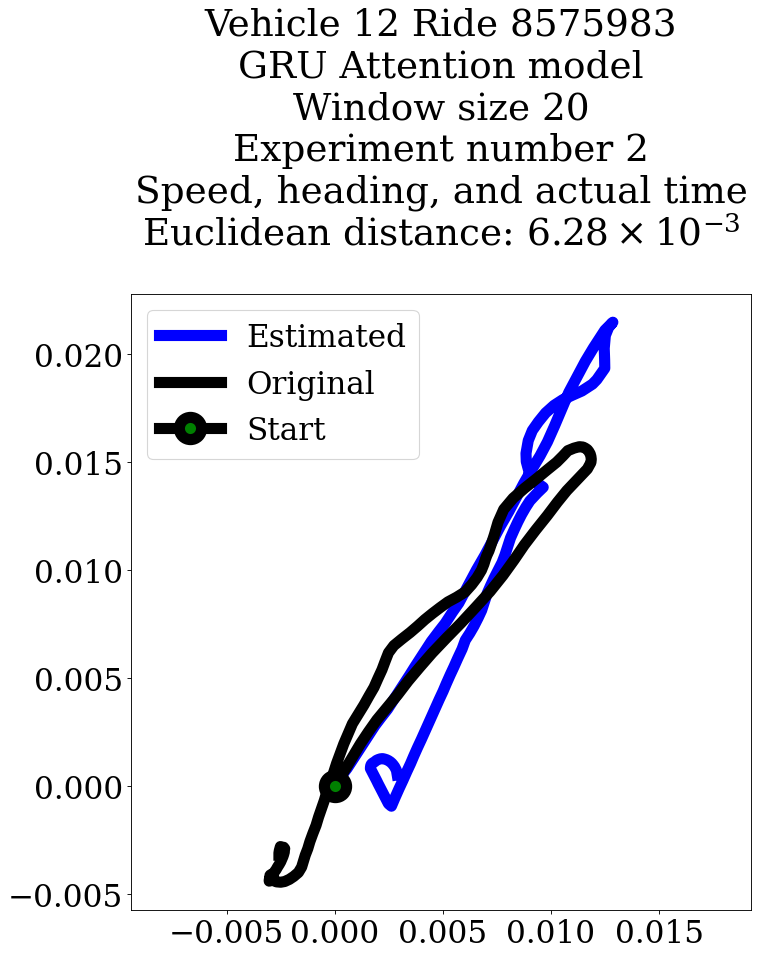 Vehicle 12 Ride 8575983
GRU Attention model
Window size 20
Experiment number 2
Speed, heading, and actual time
Euclidean distance: 6.28 × 10⁻³
Estimated
Original
Start
0.020
0.015
0.010
0.005
0.000
−0.005
−0.005 0.000 0.005 0.010 0.015